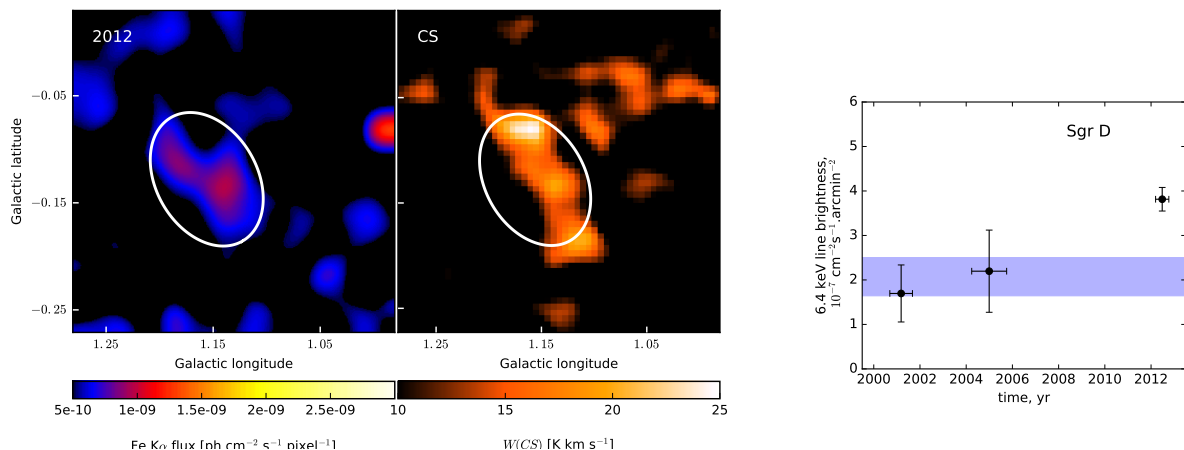 2012
CS
Galactic latitude
−0.05
−0.15
−0.25
1.25
1.15
1.05
1.25
1.15
1.05
Galactic longitude
Galactic longitude
5e-10
1e-09
1.5e-09
2e-09
2.5e-09
10
15
20
25
Fe Kα flux [ph cm⁻² s⁻¹ pixel⁻¹]
W(CS) [K km s⁻¹]
Sgr D
6.4 keV line brightness,
10⁻⁷ cm⁻²s⁻¹.arcmin⁻²
6
5
4
3
2
1
0
2000
2002
2004
2006
2008
2010
2012
time, yr